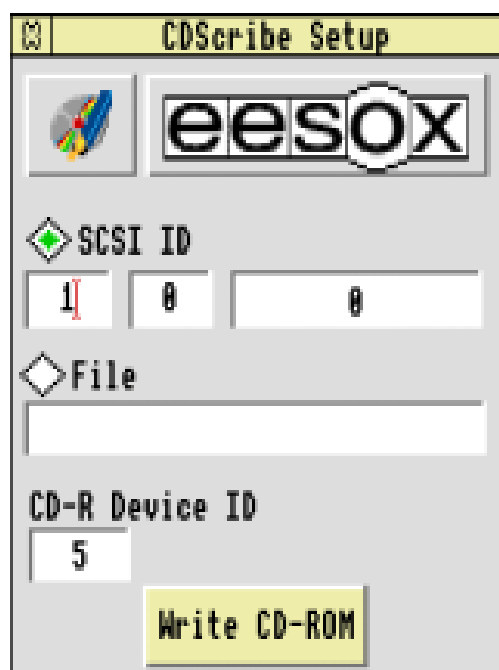 CDScribe Setup
eesox
SCSI ID
1 0 0
File
CD-R Device ID
5
Write CD-ROM